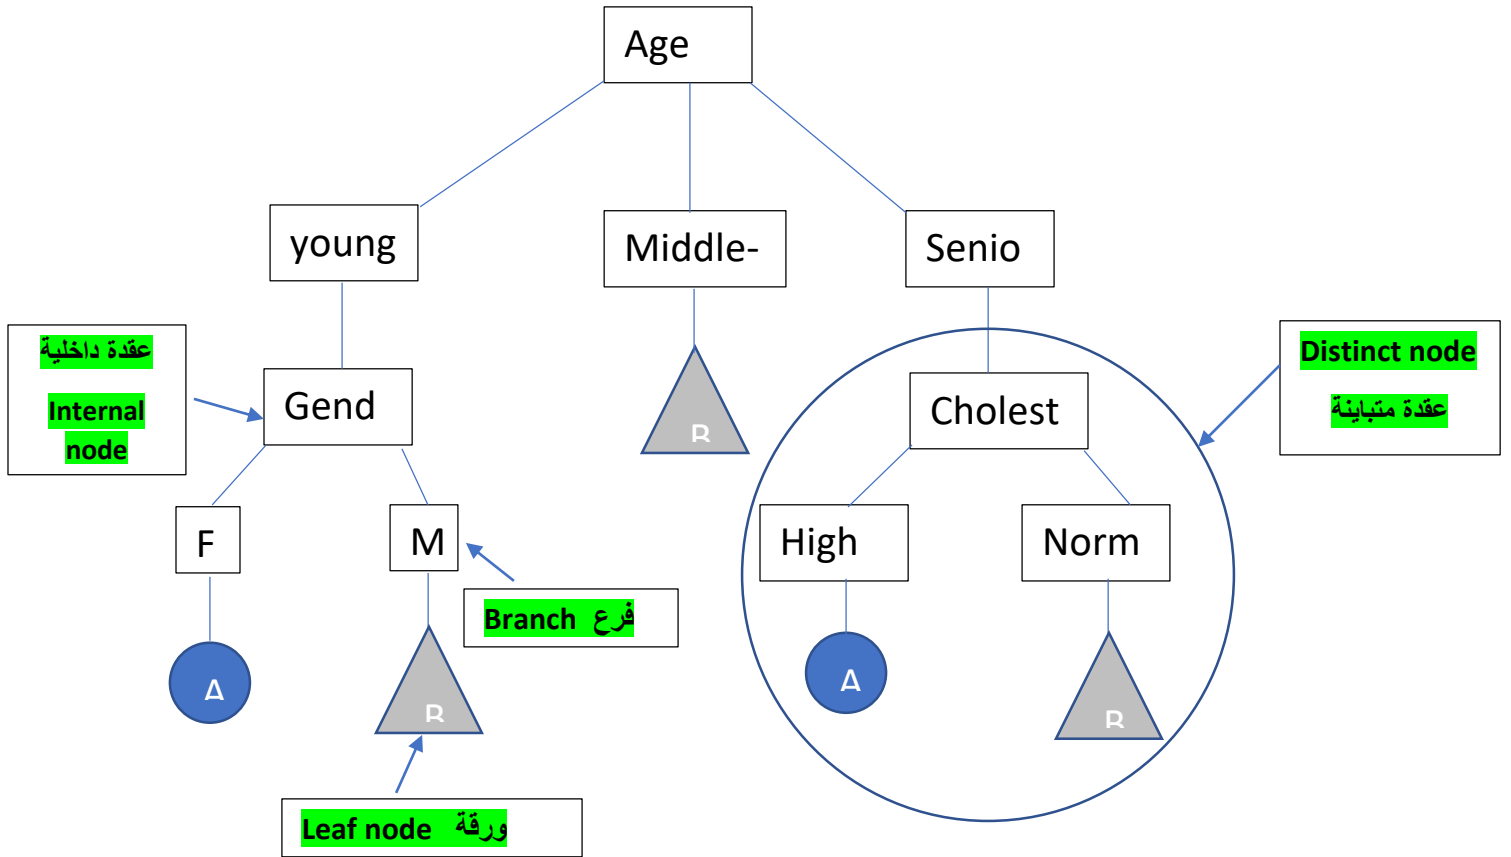 Age
young
Middle-
Senio
عقدة داخلية
Internal
node
Gend
B
Cholest
Distinct node
عقدة متباينة
F
M
High
Norm
Branch فرع
A
B
A
B
Leaf node ورقة